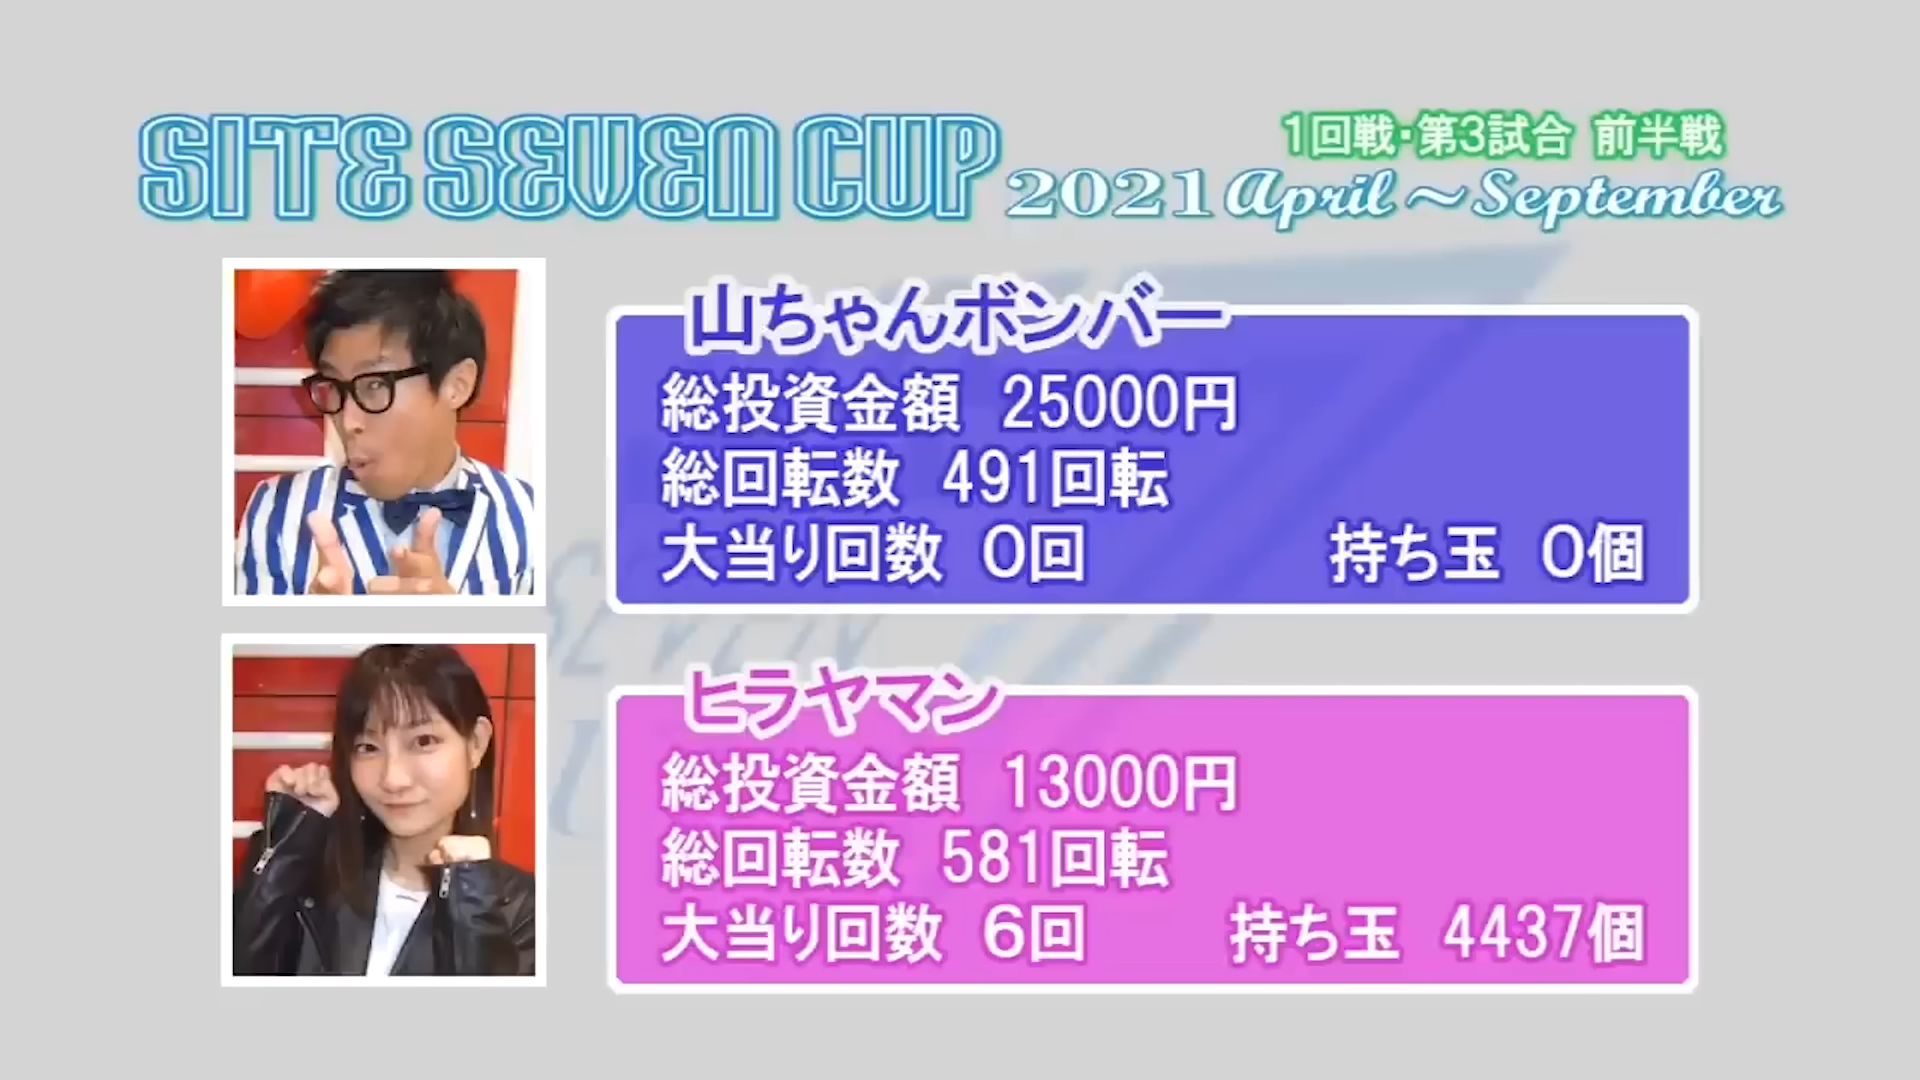 1回戦・第3試合 前半戦
SITE SEVEN CUP 2021 April～September
山ちゃんボンバー
総投資金額 25000円
総回転数 491回転
大当り回数 0回 持ち玉 0個
SEVEN
ヒラヤマン
総投資金額 13000円
総回転数 581回転
大当り回数 6回 持ち玉 4437個